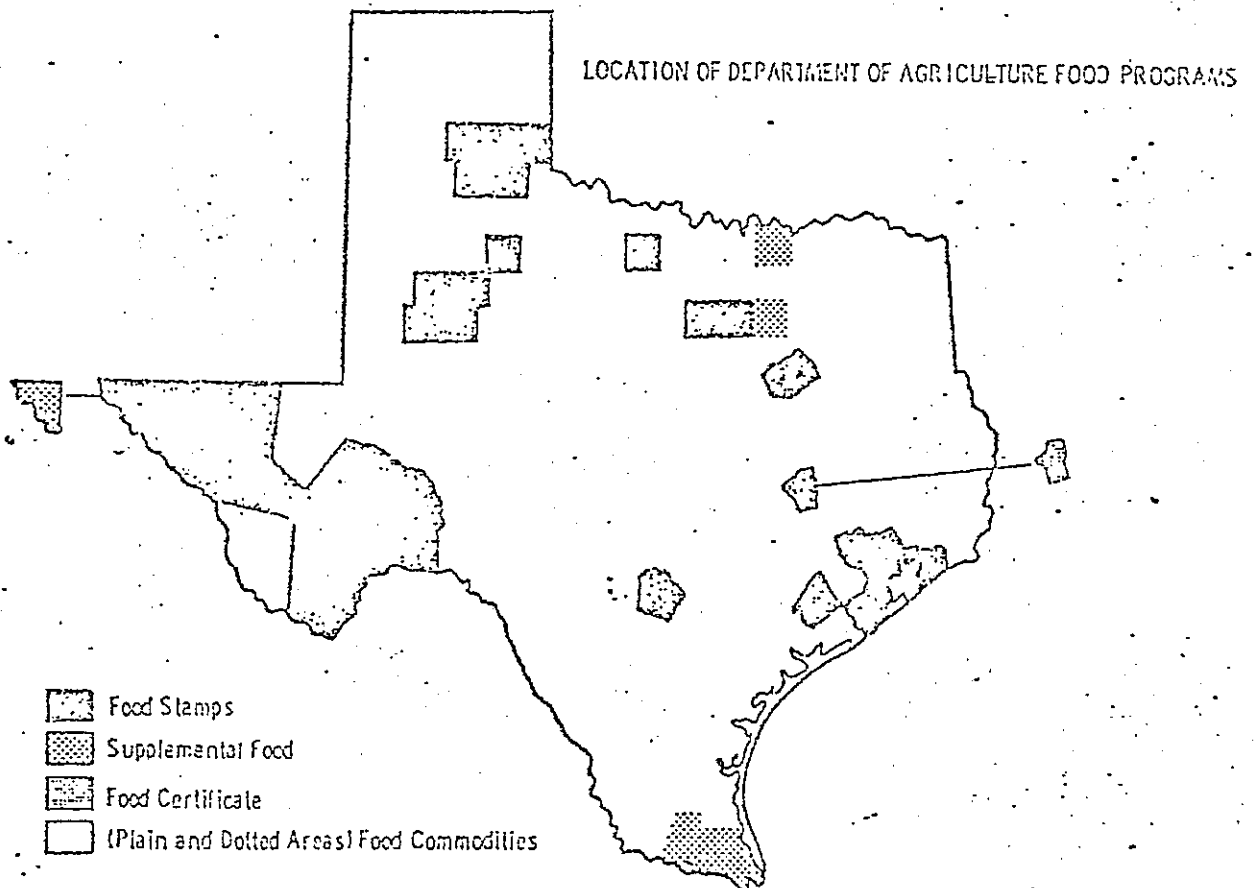 LOCATION OF DEPARTMENT OF AGRICULTURE FOOD PROGRAMS
Food Stamps
Supplemental Food
Food Certificate
(Plain and Dotted Areas) Food Commodities